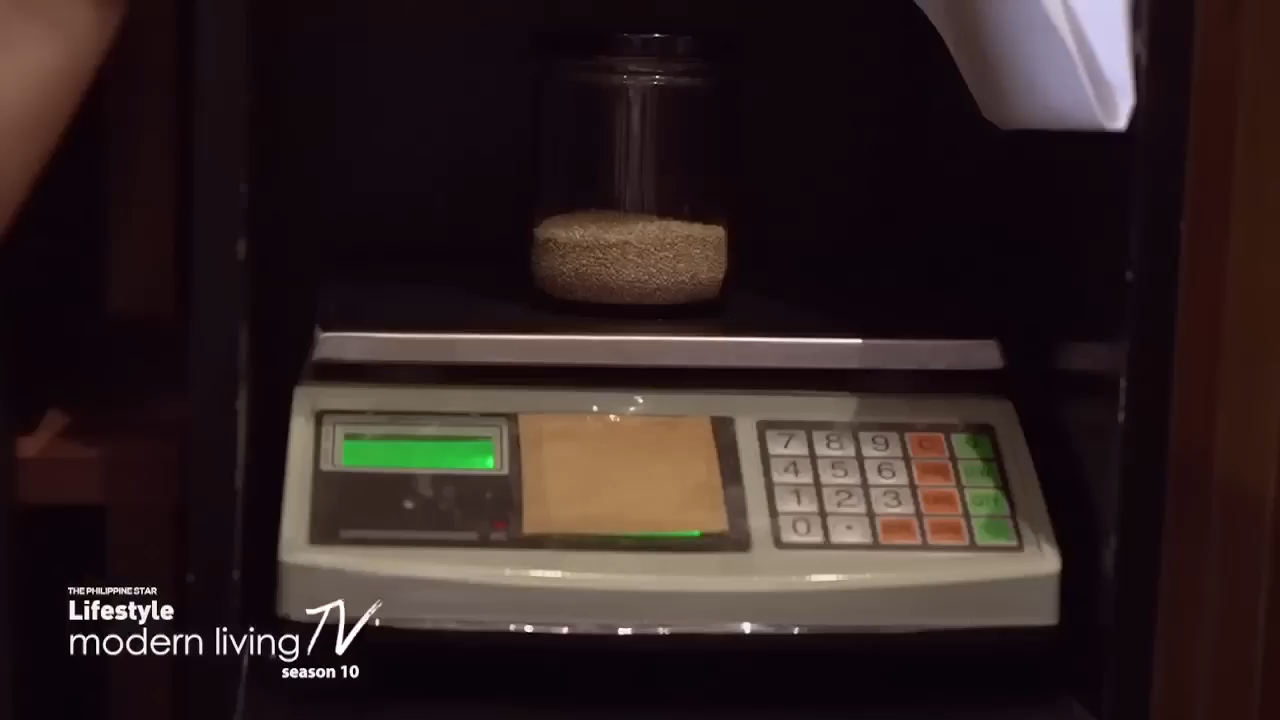 7 8 9 C
4 5 6
1 2 3
0 .
THE PHILIPPINE STAR
Lifestyle
modern living TV
season 10